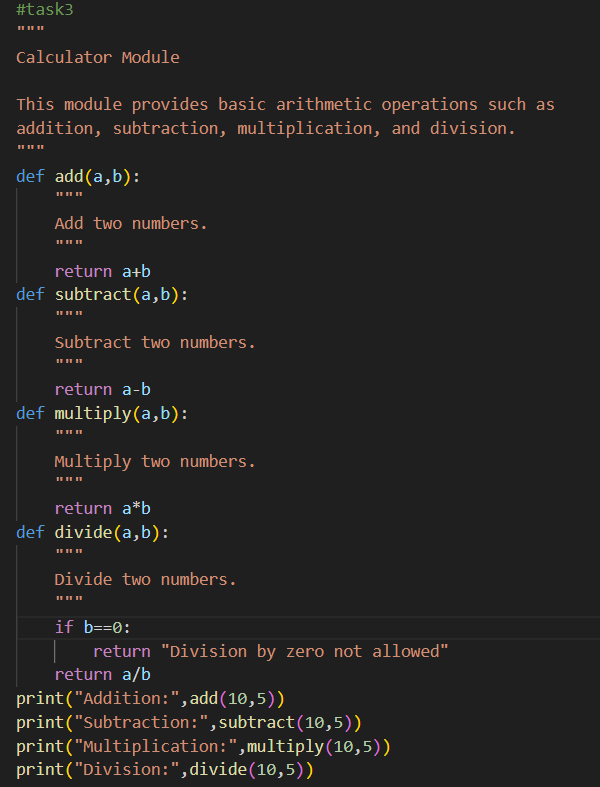 #task3
"""
Calculator Module
This module provides basic arithmetic operations such as
addition, subtraction, multiplication, and division.
"""
def add(a,b):
    """
    Add two numbers.
    """
    return a+b
def subtract(a,b):
    """
    Subtract two numbers.
    """
    return a-b
def multiply(a,b):
    """
    Multiply two numbers.
    """
    return a*b
def divide(a,b):
    """
    Divide two numbers.
    """
    if b==0:
        return "Division by zero not allowed"
    return a/b
print("Addition:",add(10,5))
print("Subtraction:",subtract(10,5))
print("Multiplication:",multiply(10,5))
print("Division:",divide(10,5))